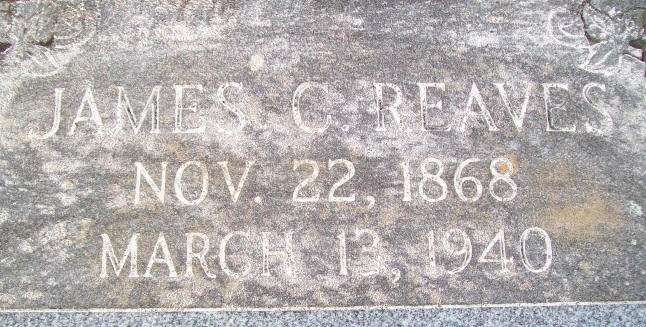 JAMES C. REAVES
NOV. 22, 1868
MARCH 13, 1940